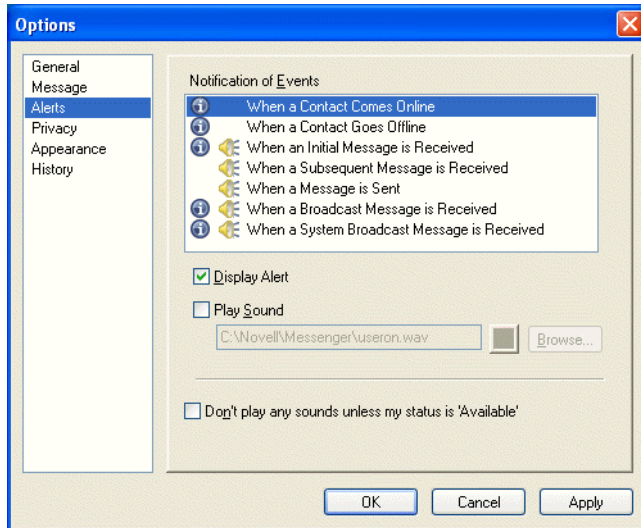 Options
General
Message
Alerts
Privacy
Appearance
History
Notification of Events
When a Contact Comes Online
When a Contact Goes Offline
When an Initial Message is Received
When a Subsequent Message is Received
When a Message is Sent
When a Broadcast Message is Received
When a System Broadcast Message is Received
Display Alert
Play Sound
C:\Novell\Messenger\useron.wav
Browse...
Don't play any sounds unless my status is 'Available'
OK
Cancel
Apply